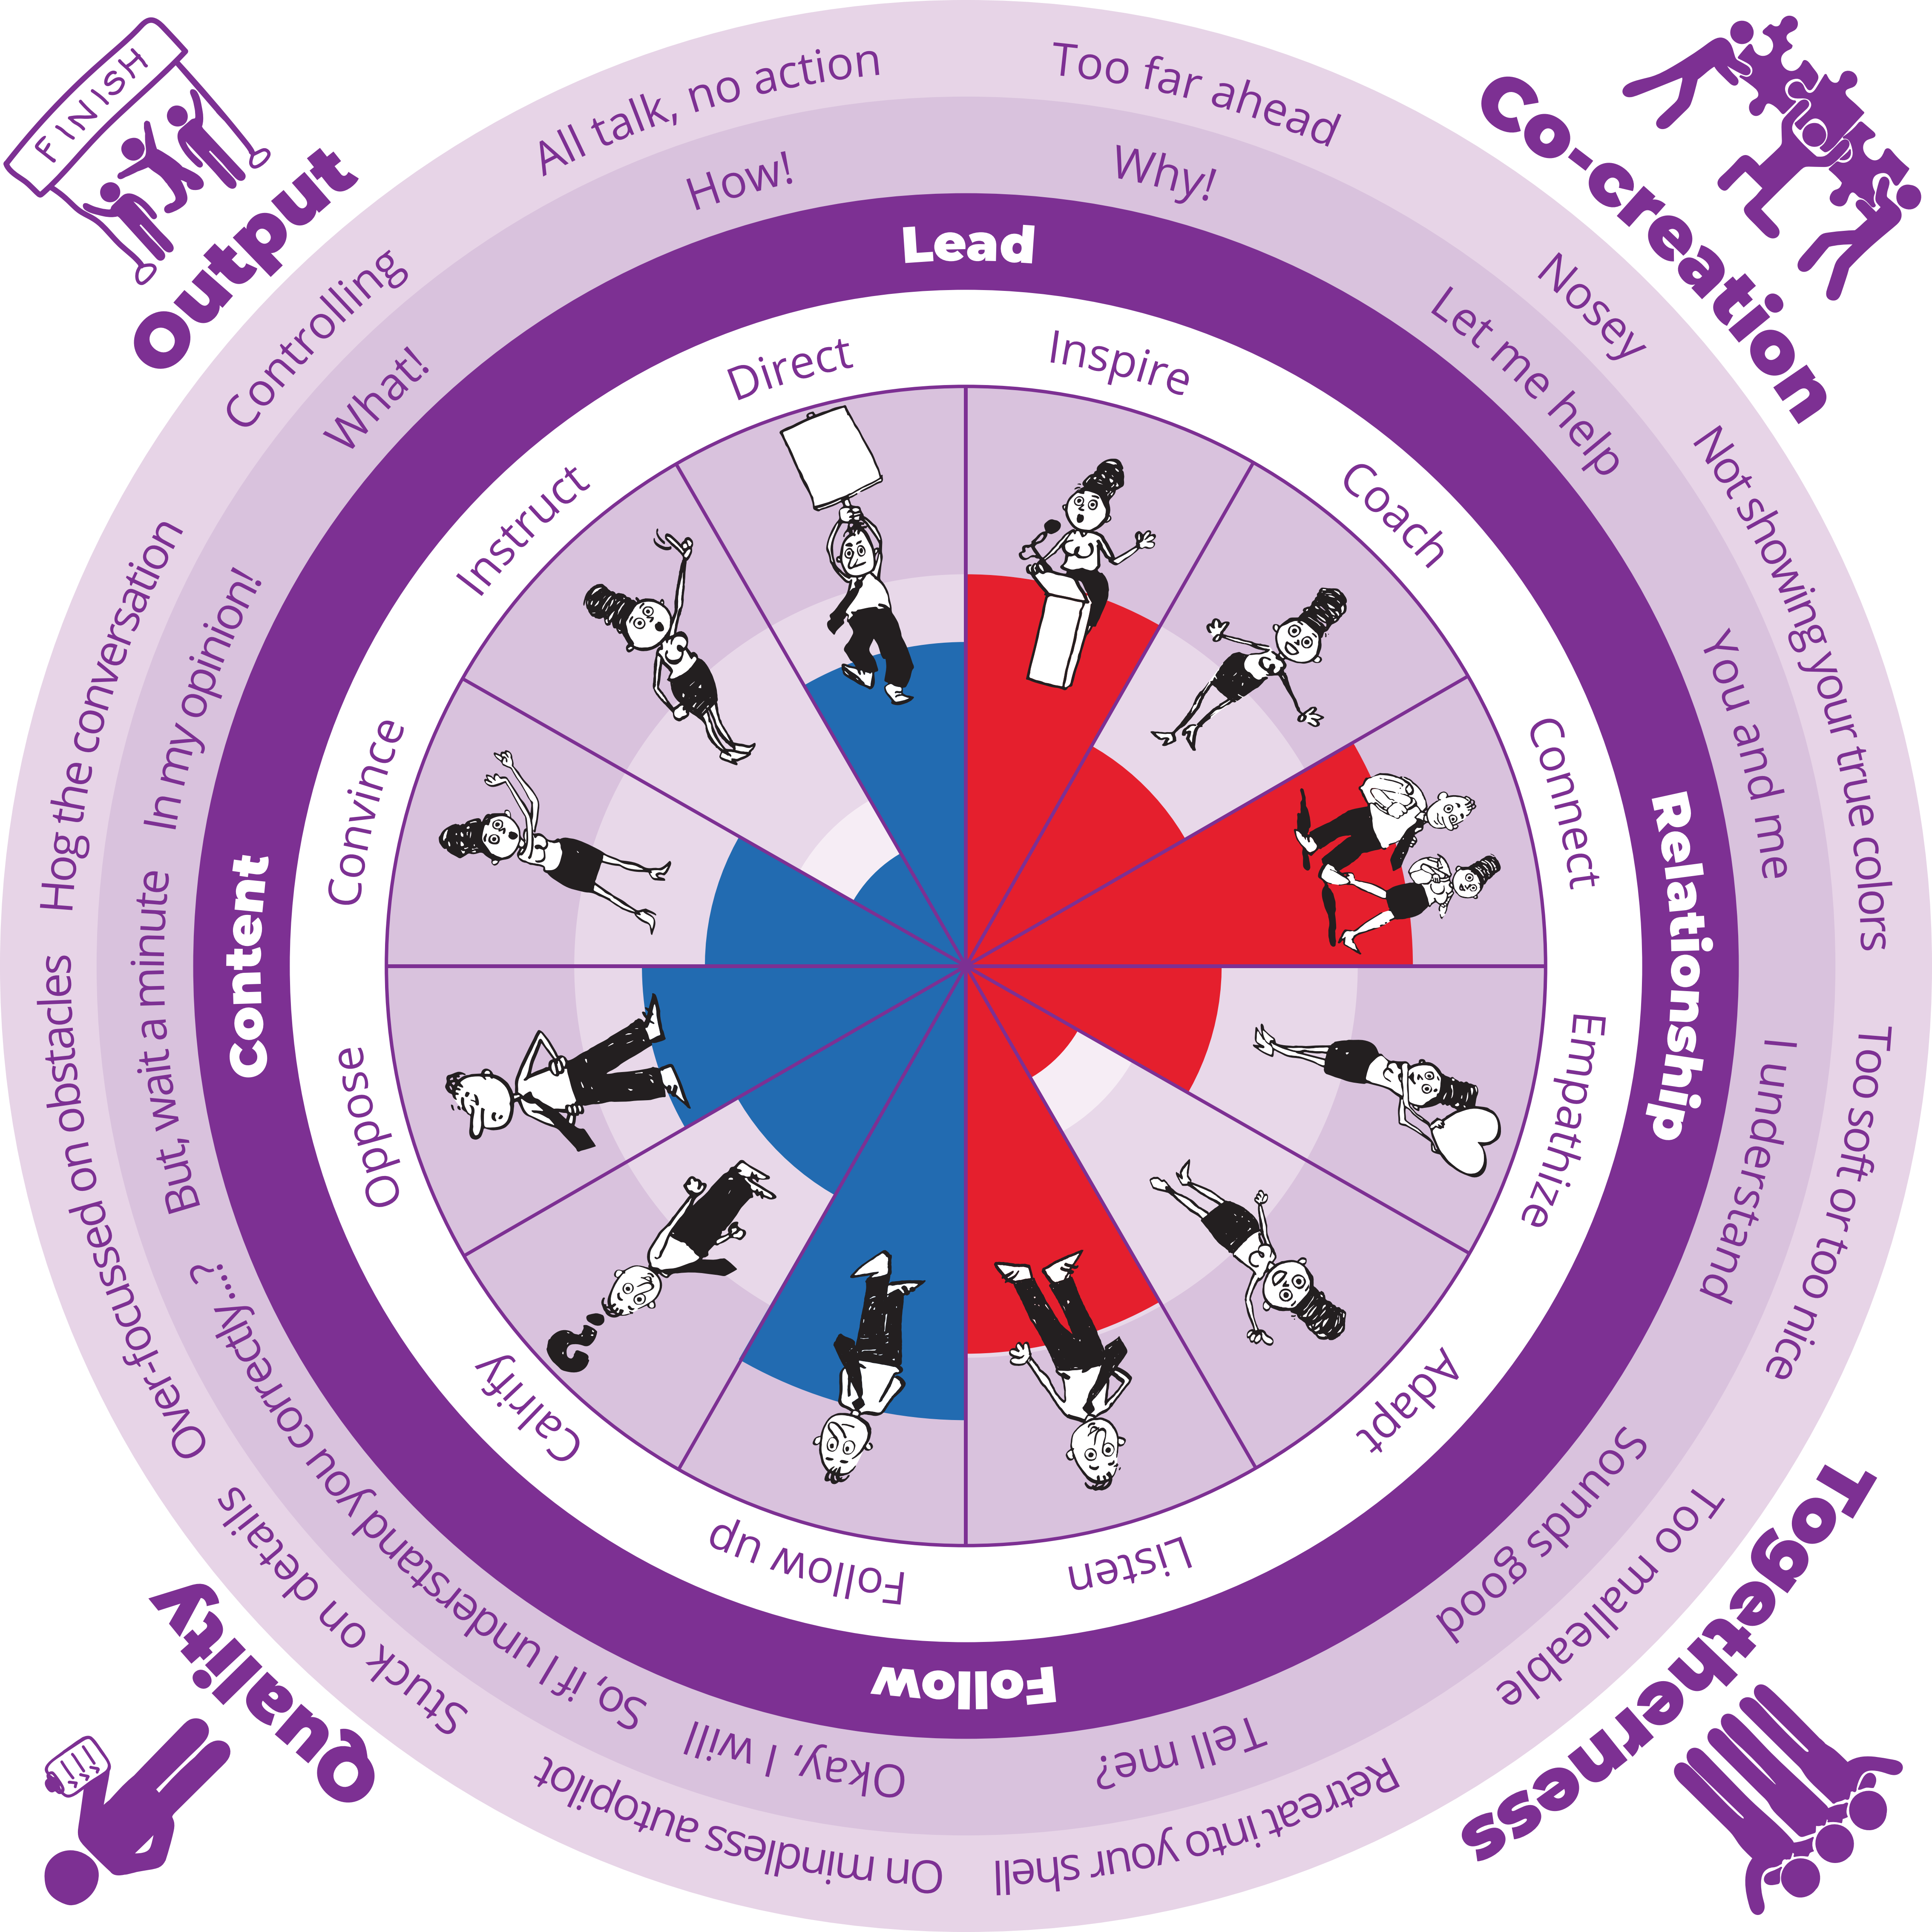 FINISH
Output
Co-creation
Togetherness
Quality
All talk, no action
Too far ahead
Nosey
Not showing your true colors
Too soft or too nice
Too malleable
Retreat into your shell
On mindless autopilot
Stuck on details
Over-focussed on obstacles
Hog the conversation
Controlling
How!
Why!
Let me help
You and me
I understand
Sounds good
Tell me?
Okay, I will
So, if I understand you correctly...?
But, wait a minute
In my opinion!
What!
Lead
Relationship
Follow
Content
Direct
Inspire
Coach
Connect
Empathize
Adapt
Listen
Follow up
Calrify
Oppose
Convince
Instruct
?